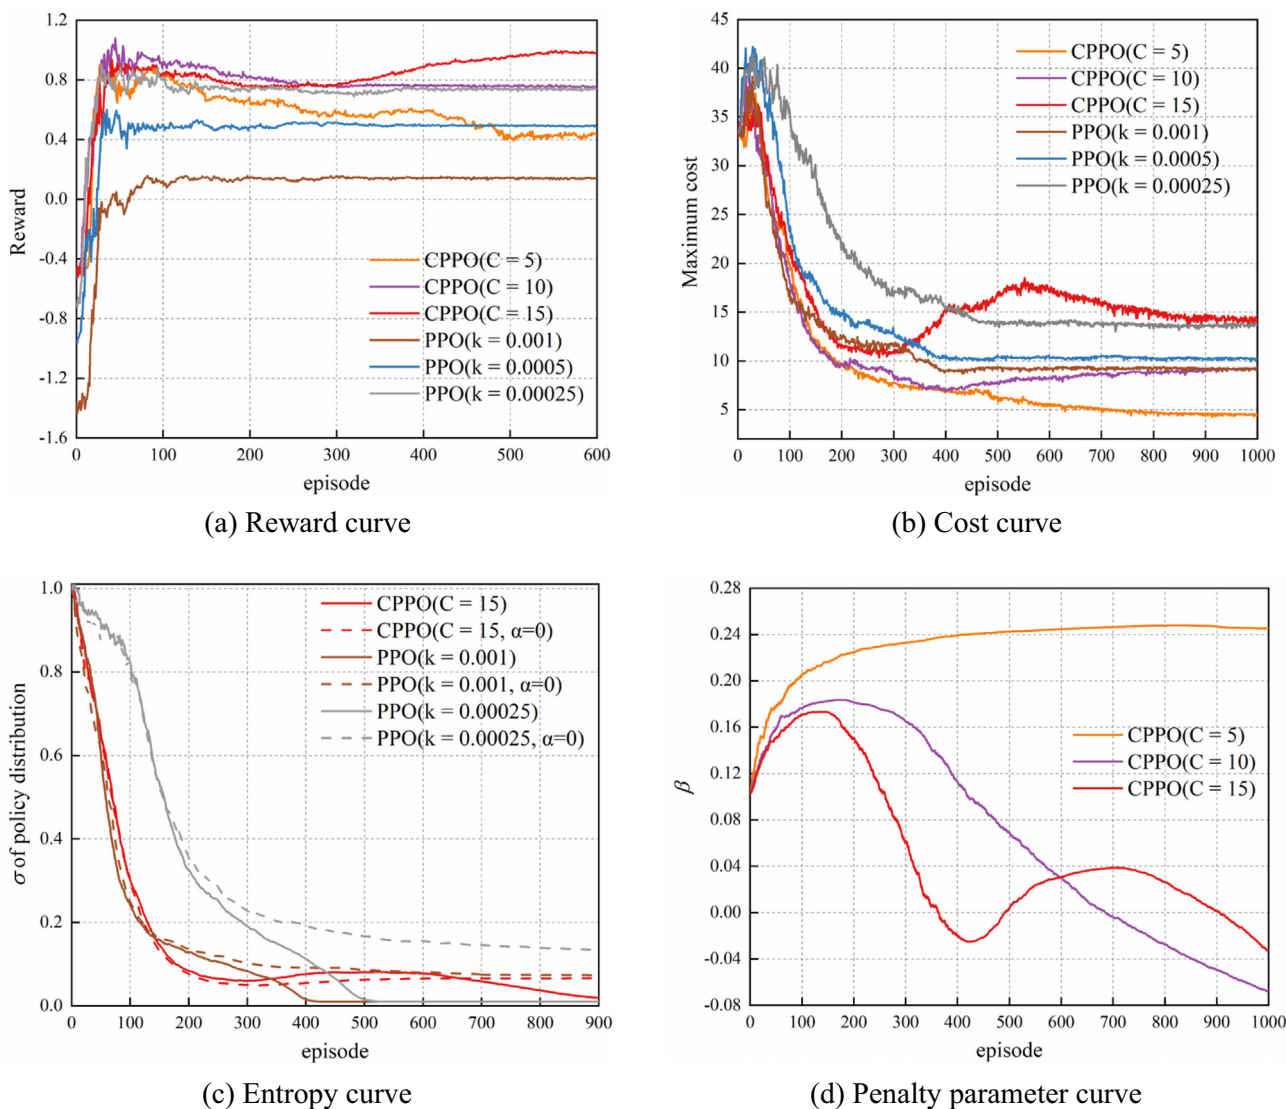 1.2
0.8
0.4
0.0
-0.4
-0.8
-1.2
-1.6
Reward
CPPO(C = 5)
CPPO(C = 10)
CPPO(C = 15)
PPO(k = 0.001)
PPO(k = 0.0005)
PPO(k = 0.00025)
0 100 200 300 400 500 600
episode
(a) Reward curve
45
40
35
30
25
20
15
10
5
Maximum cost
CPPO(C = 5)
CPPO(C = 10)
CPPO(C = 15)
PPO(k = 0.001)
PPO(k = 0.0005)
PPO(k = 0.00025)
0 100 200 300 400 500 600 700 800 900 1000
episode
(b) Cost curve
1.0
0.8
0.6
0.4
0.2
0.0
σ of policy distribution
CPPO(C = 15)
CPPO(C = 15, α=0)
PPO(k = 0.001)
PPO(k = 0.001, α=0)
PPO(k = 0.00025)
PPO(k = 0.00025, α=0)
0 100 200 300 400 500 600 700 800 900
episode
(c) Entropy curve
0.28
0.24
0.20
0.16
0.12
0.08
0.04
0.00
-0.04
-0.08
β
CPPO(C = 5)
CPPO(C = 10)
CPPO(C = 15)
0 100 200 300 400 500 600 700 800 900 1000
episode
(d) Penalty parameter curve